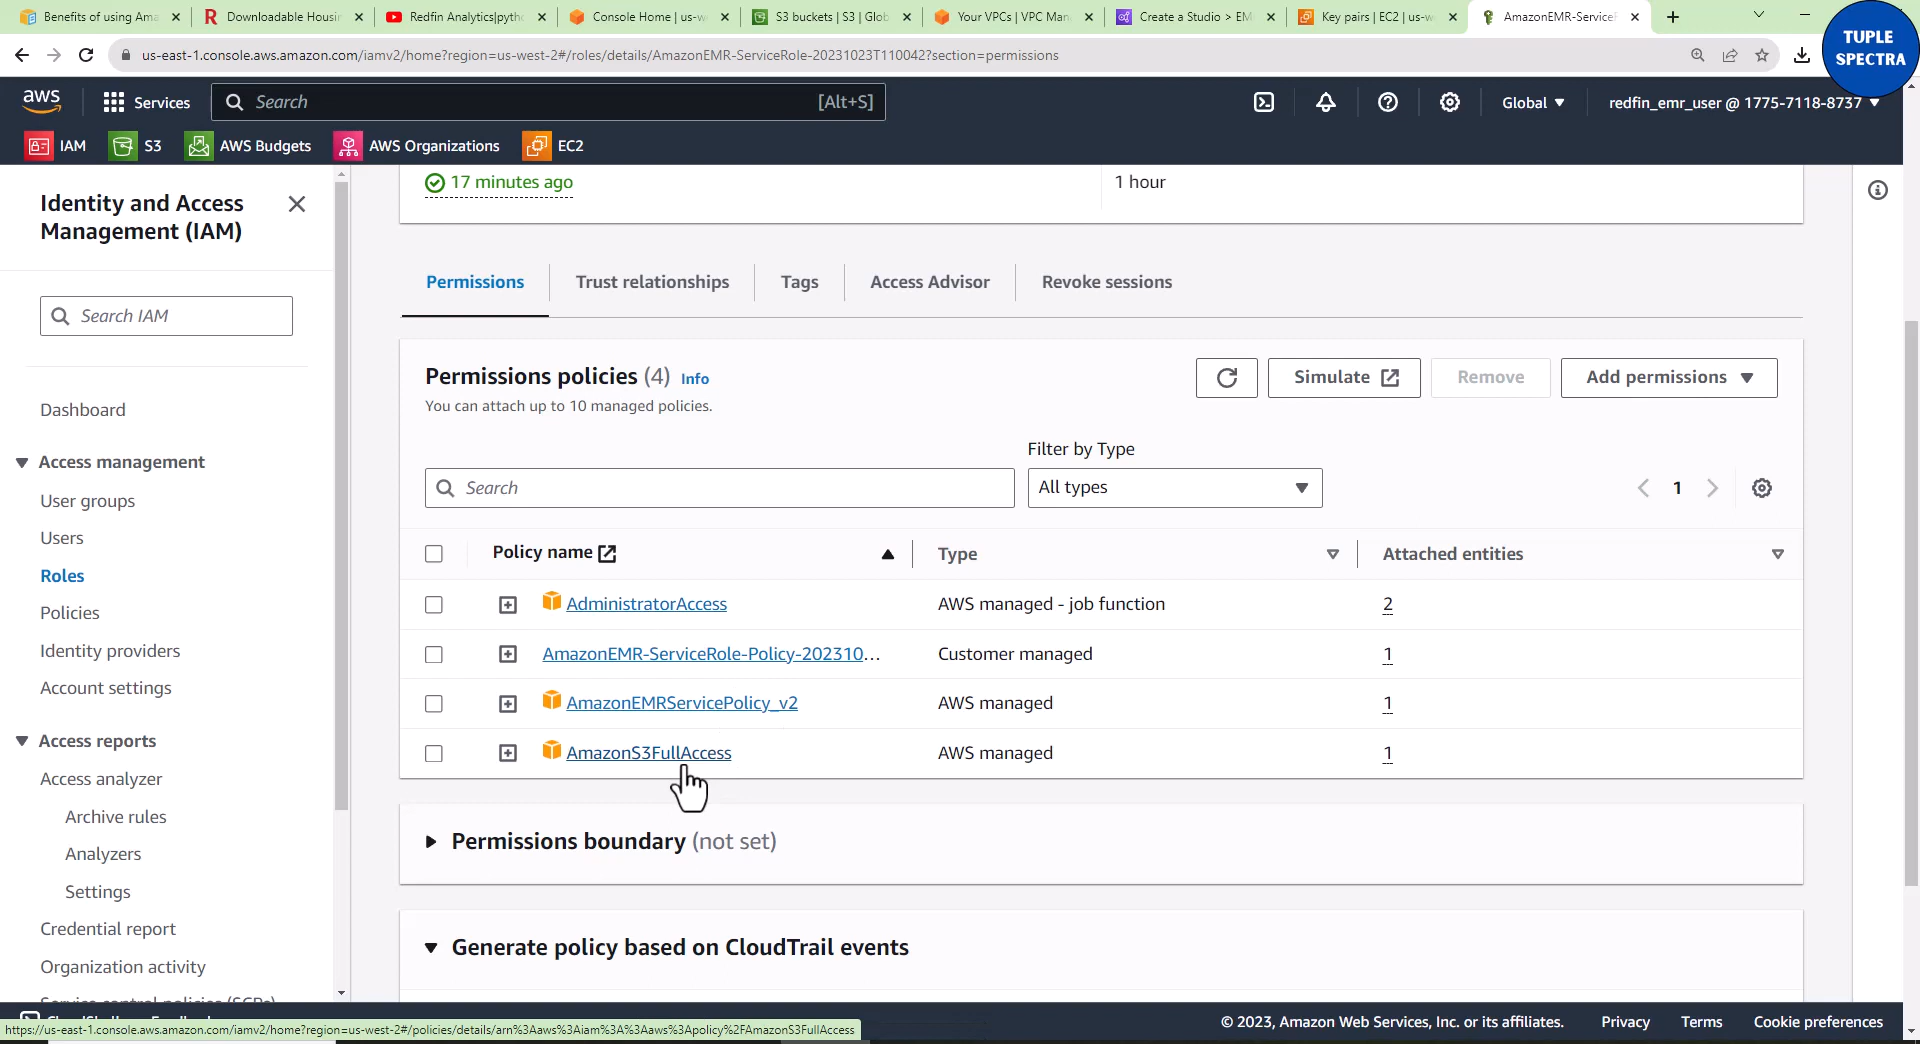 Benefits of using Ama
Downloadable Housin
Redfin Analytics|pyth
Console Home | us-w
S3 buckets | S3 | Glob
Your VPCs | VPC Man
Create a Studio > EM
Key pairs | EC2 | us-w
AmazonEMR-ServiceR
TUPLE
SPECTRA
us-east-1.console.aws.amazon.com/iamv2/home?region=us-west-2#/roles/details/AmazonEMR-ServiceRole-20231023T110042?section=permissions
aws
Services
Search
[Alt+S]
Global
redfin_emr_user @ 1775-7118-8737
IAM
S3
AWS Budgets
AWS Organizations
EC2
Identity and Access
Management (IAM)
Search IAM
Dashboard
Access management
User groups
Users
Roles
Policies
Identity providers
Account settings
Access reports
Access analyzer
Archive rules
Analyzers
Settings
Credential report
Organization activity
Service control policies (SCPs)
17 minutes ago
1 hour
Permissions
Trust relationships
Tags
Access Advisor
Revoke sessions
Permissions policies (4) Info
You can attach up to 10 managed policies.
Simulate
Remove
Add permissions
Filter by Type
Search
All types
1
Policy name
Type
Attached entities
AdministratorAccess
AWS managed - job function
2
AmazonEMR-ServiceRole-Policy-202310...
Customer managed
1
AmazonEMRServicePolicy_v2
AWS managed
1
AmazonS3FullAccess
AWS managed
1
Permissions boundary (not set)
Generate policy based on CloudTrail events
https://us-east-1.console.aws.amazon.com/iamv2/home?region=us-west-2#/policies/details/arn%3Aaws%3Aiam%3A%3Aaws%3Apolicy%2FAmazonS3FullAccess
© 2023, Amazon Web Services, Inc. or its affiliates.
Privacy
Terms
Cookie preferences